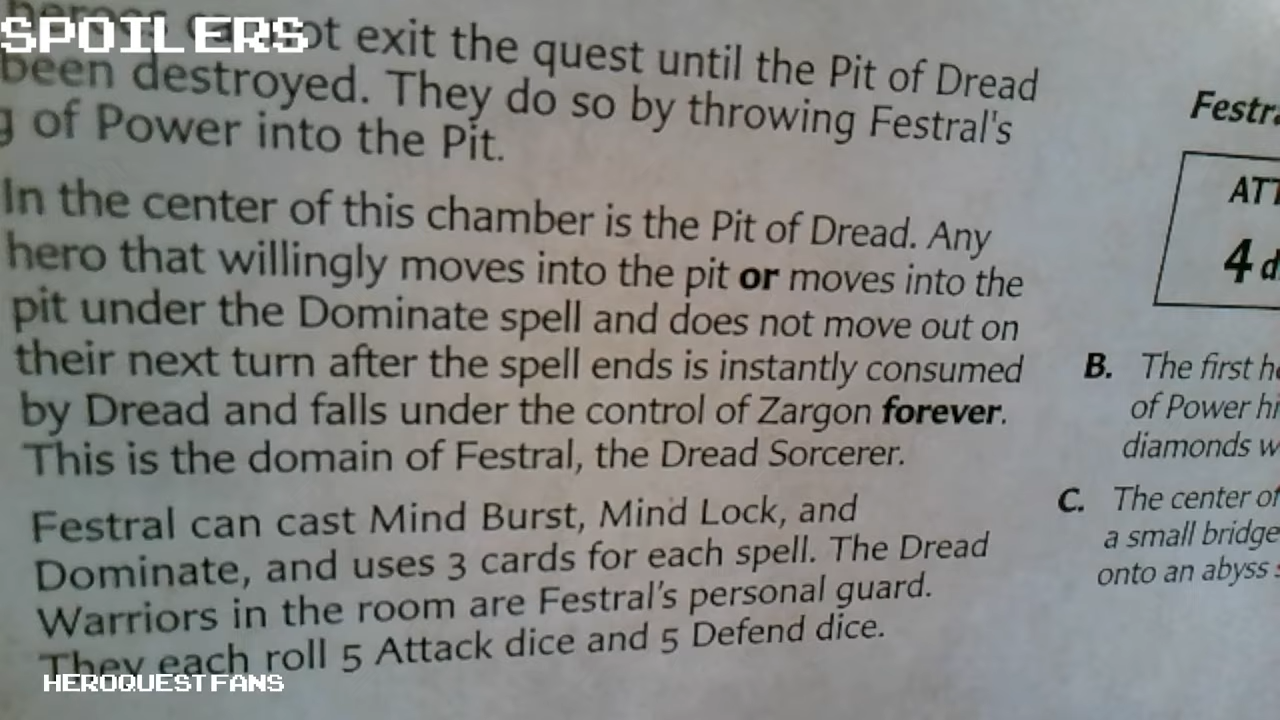 SPOILERS
exit the quest until the Pit of Dread
been destroyed. They do so by throwing Festral's
of Power into the Pit.
In the center of this chamber is the Pit of Dread. Any
hero that willingly moves into the pit or moves into the
pit under the Dominate spell and does not move out on
their next turn after the spell ends is instantly consumed
by Dread and falls under the control of Zargon forever.
This is the domain of Festral, the Dread Sorcerer.
Festral can cast Mind Burst, Mind Lock, and
Dominate, and uses 3 cards for each spell. The Dread
Warriors in the room are Festral's personal guard.
They each roll 5 Attack dice and 5 Defend dice.
HEROQUESTFANS
Festr
ATT
4 d
B. The first he
of Power hi
diamonds w
C. The center of
a small bridge
onto an abyss